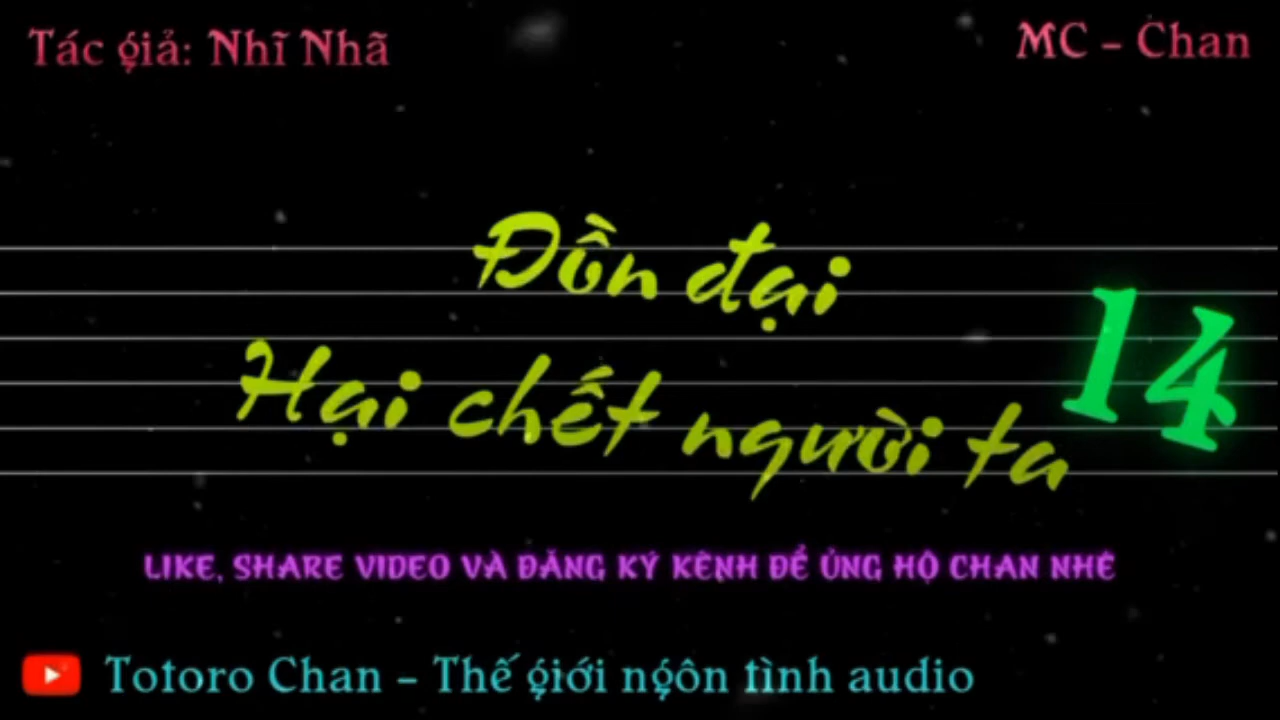 Tác giả: Nhĩ Nhã
MC - Chan
Đồn đại
Hại chết người ta
14
LIKE, SHARE VIDEO VÀ ĐĂNG KÝ KÊNH ĐỂ ỦNG HỘ CHAN NHÉ
Totoro Chan - Thế giới ngôn tình audio